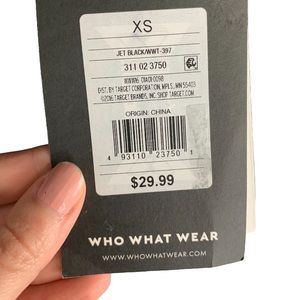 XS
JET BLACK/WWT-397
311 02 3750
DIST. BY TARGET CORPORATION, MPLS, MN 55403
©2016 TARGET BRANDS, INC. SHOP TARGET.COM
ORIGIN: CHINA
4 93110 23750 1
$29.99
WHO WHAT WEAR
WWW.WHOWHATWEAR.COM